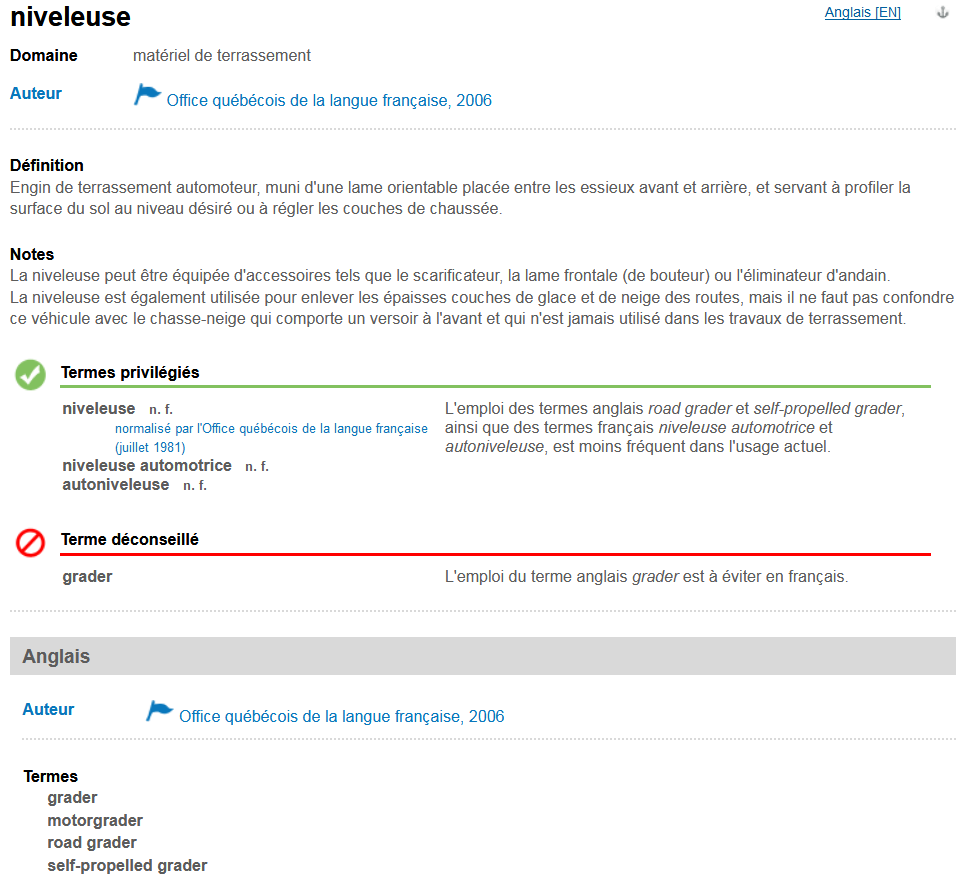 niveleuse
Anglais [EN]
Domaine matériel de terrassement
Auteur Office québécois de la langue française, 2006
Définition
Engin de terrassement automoteur, muni d'une lame orientable placée entre les essieux avant et arrière, et servant à profiler la
surface du sol au niveau désiré ou à régler les couches de chaussée.
Notes
La niveleuse peut être équipée d'accessoires tels que le scarificateur, la lame frontale (de bouteur) ou l'éliminateur d'andain.
La niveleuse est également utilisée pour enlever les épaisses couches de glace et de neige des routes, mais il ne faut pas confondre
ce véhicule avec le chasse-neige qui comporte un versoir à l'avant et qui n'est jamais utilisé dans les travaux de terrassement.
Termes privilégiés
niveleuse n. f.
normalisé par l'Office québécois de la langue française
(juillet 1981)
niveleuse automotrice n. f.
autoniveleuse n. f.
L'emploi des termes anglais road grader et self-propelled grader,
ainsi que des termes français niveleuse automotrice et
autoniveleuse, est moins fréquent dans l'usage actuel.
Terme déconseillé
grader
L'emploi du terme anglais grader est à éviter en français.
Anglais
Auteur Office québécois de la langue française, 2006
Termes
grader
motorgrader
road grader
self-propelled grader